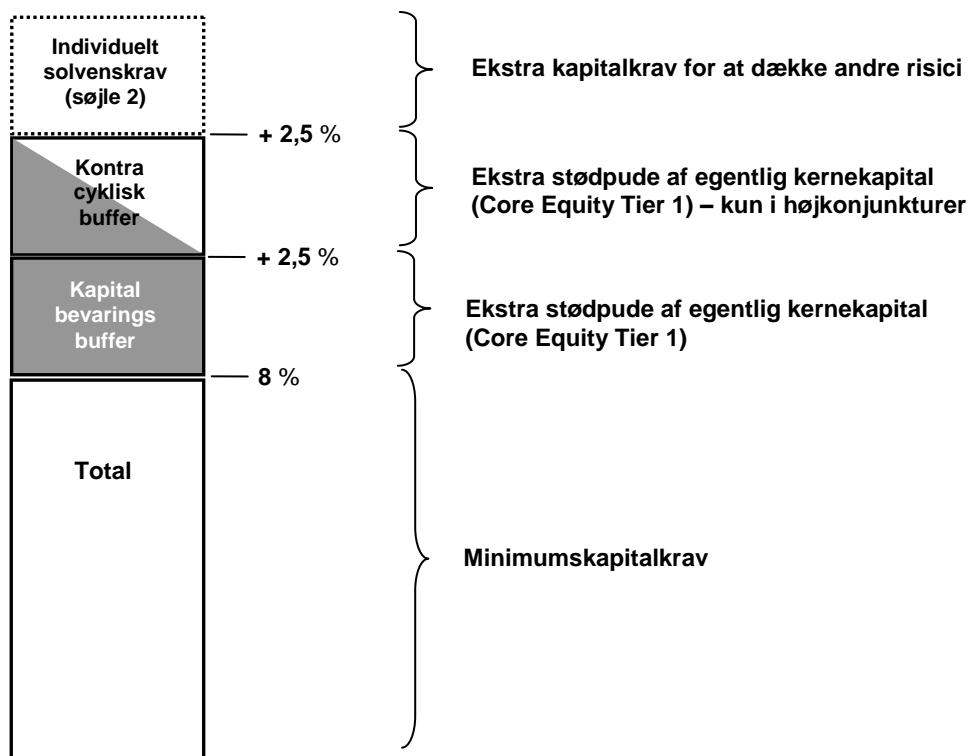 Individuelt
solvenskrav
(søjle 2)
Ekstra kapitalkrav for at dække andre risici
+ 2,5 %
Kontra
cyklisk
buffer
Ekstra stødpude af egentlig kernekapital
(Core Equity Tier 1) – kun i højkonjunkturer
+ 2,5 %
Kapital
bevarings
buffer
Ekstra stødpude af egentlig kernekapital
(Core Equity Tier 1)
8 %
Total
Minimumskapitalkrav